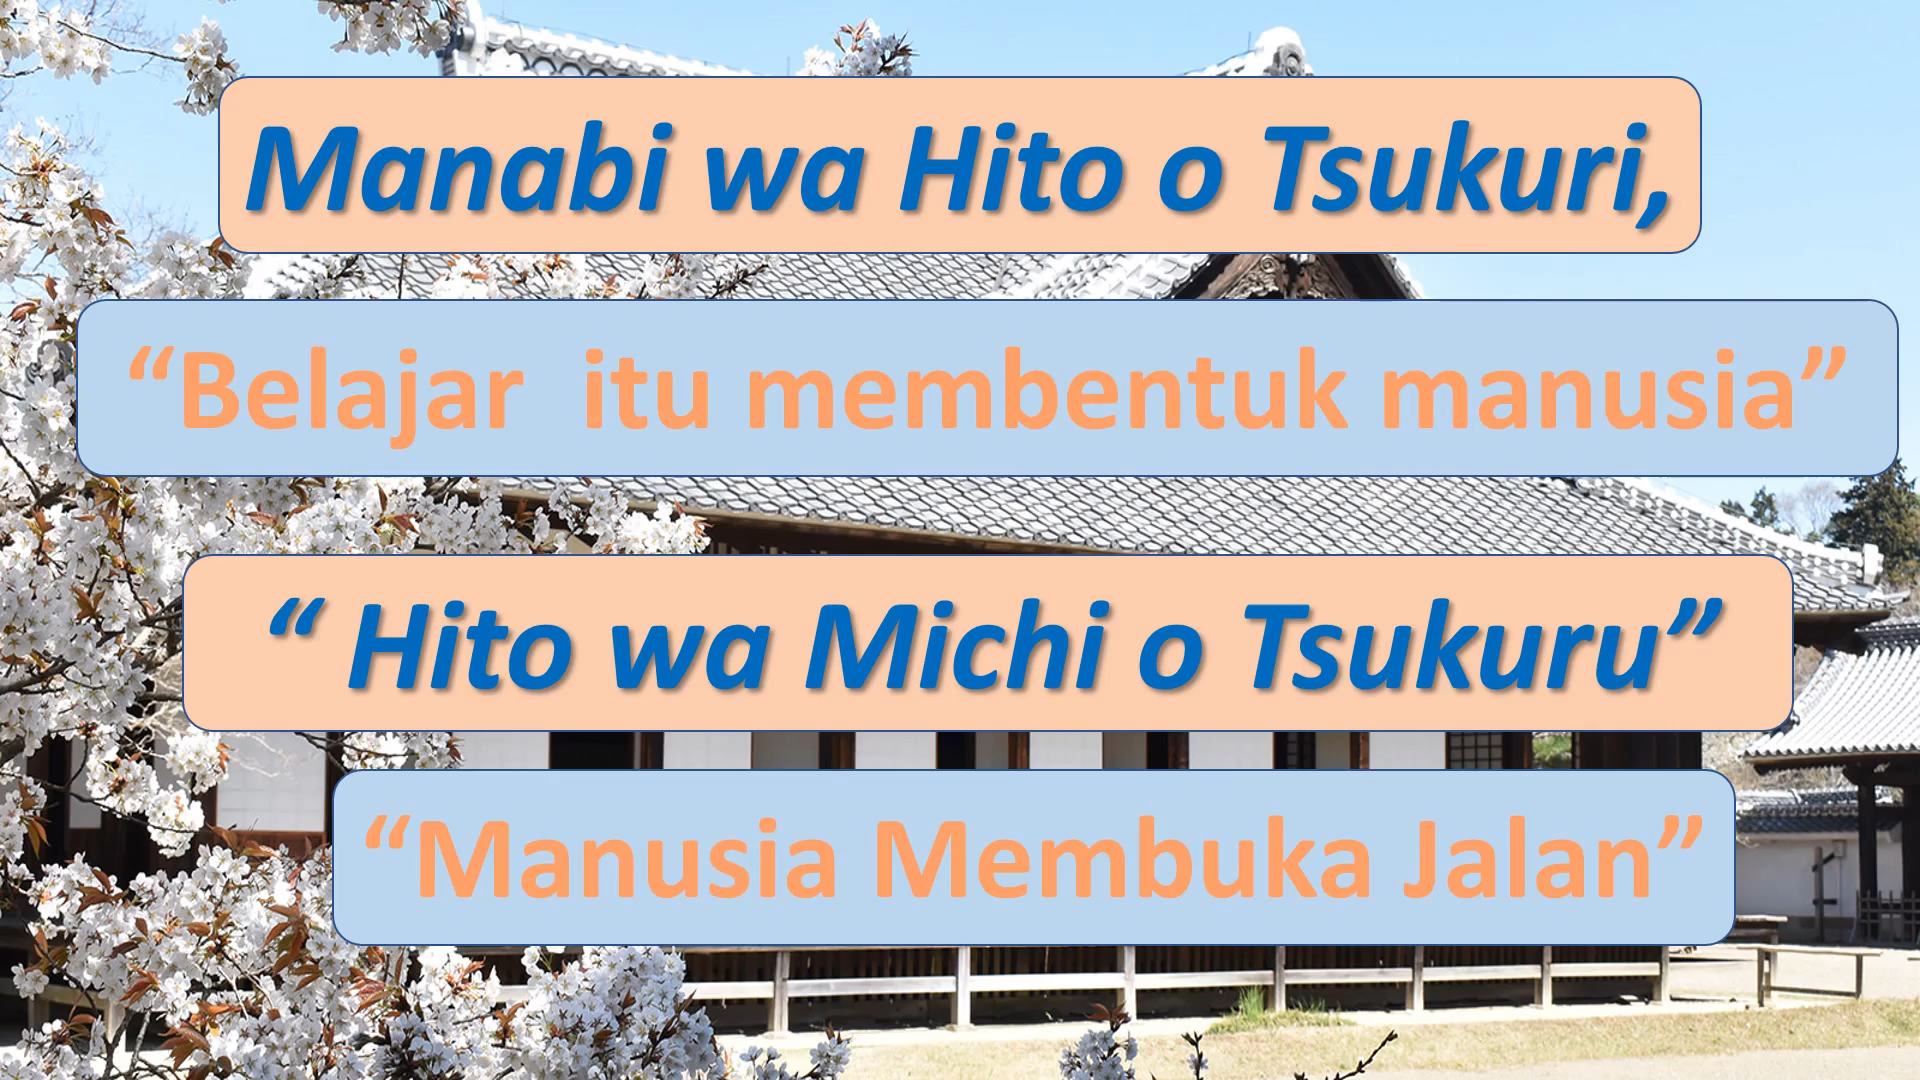 Manabi wa Hito o Tsukuri,
“Belajar  itu membentuk manusia”
“ Hito wa Michi o Tsukuru”
“Manusia Membuka Jalan”